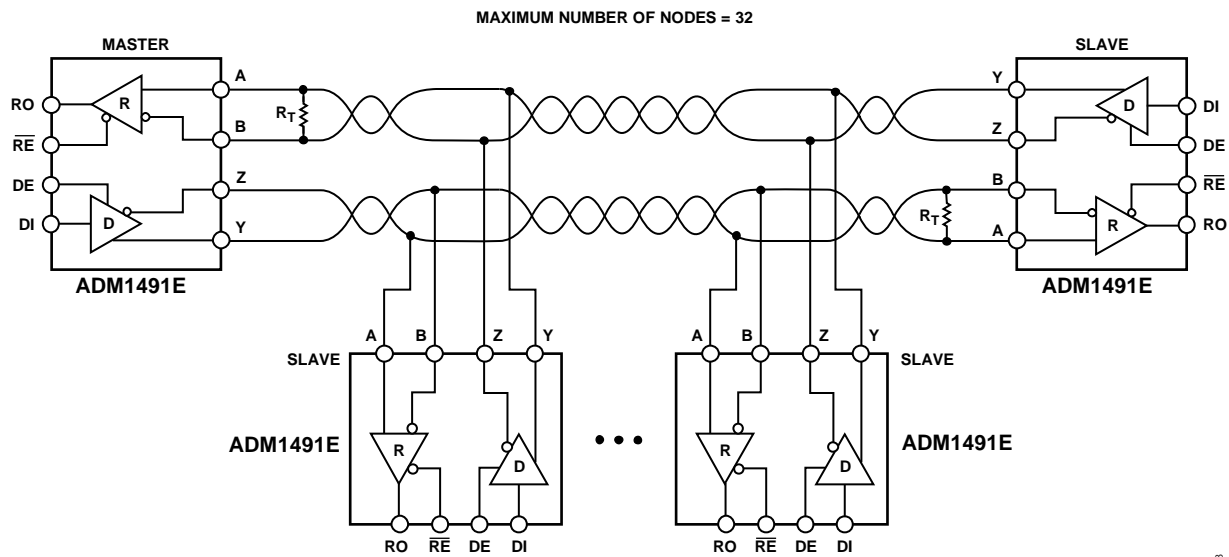 MAXIMUM NUMBER OF NODES = 32
MASTER
SLAVE
A
Y
RO
R
RT
D
DI
RE
B
Z
DE
DE
Z
B
RE
DI
D
RT
R
RO
Y
A
ADM1491E
ADM1491E
A B Z Y
A B Z Y
SLAVE
SLAVE
ADM1491E
R
D
R
D
ADM1491E
RO RE DE DI
RO RE DE DI